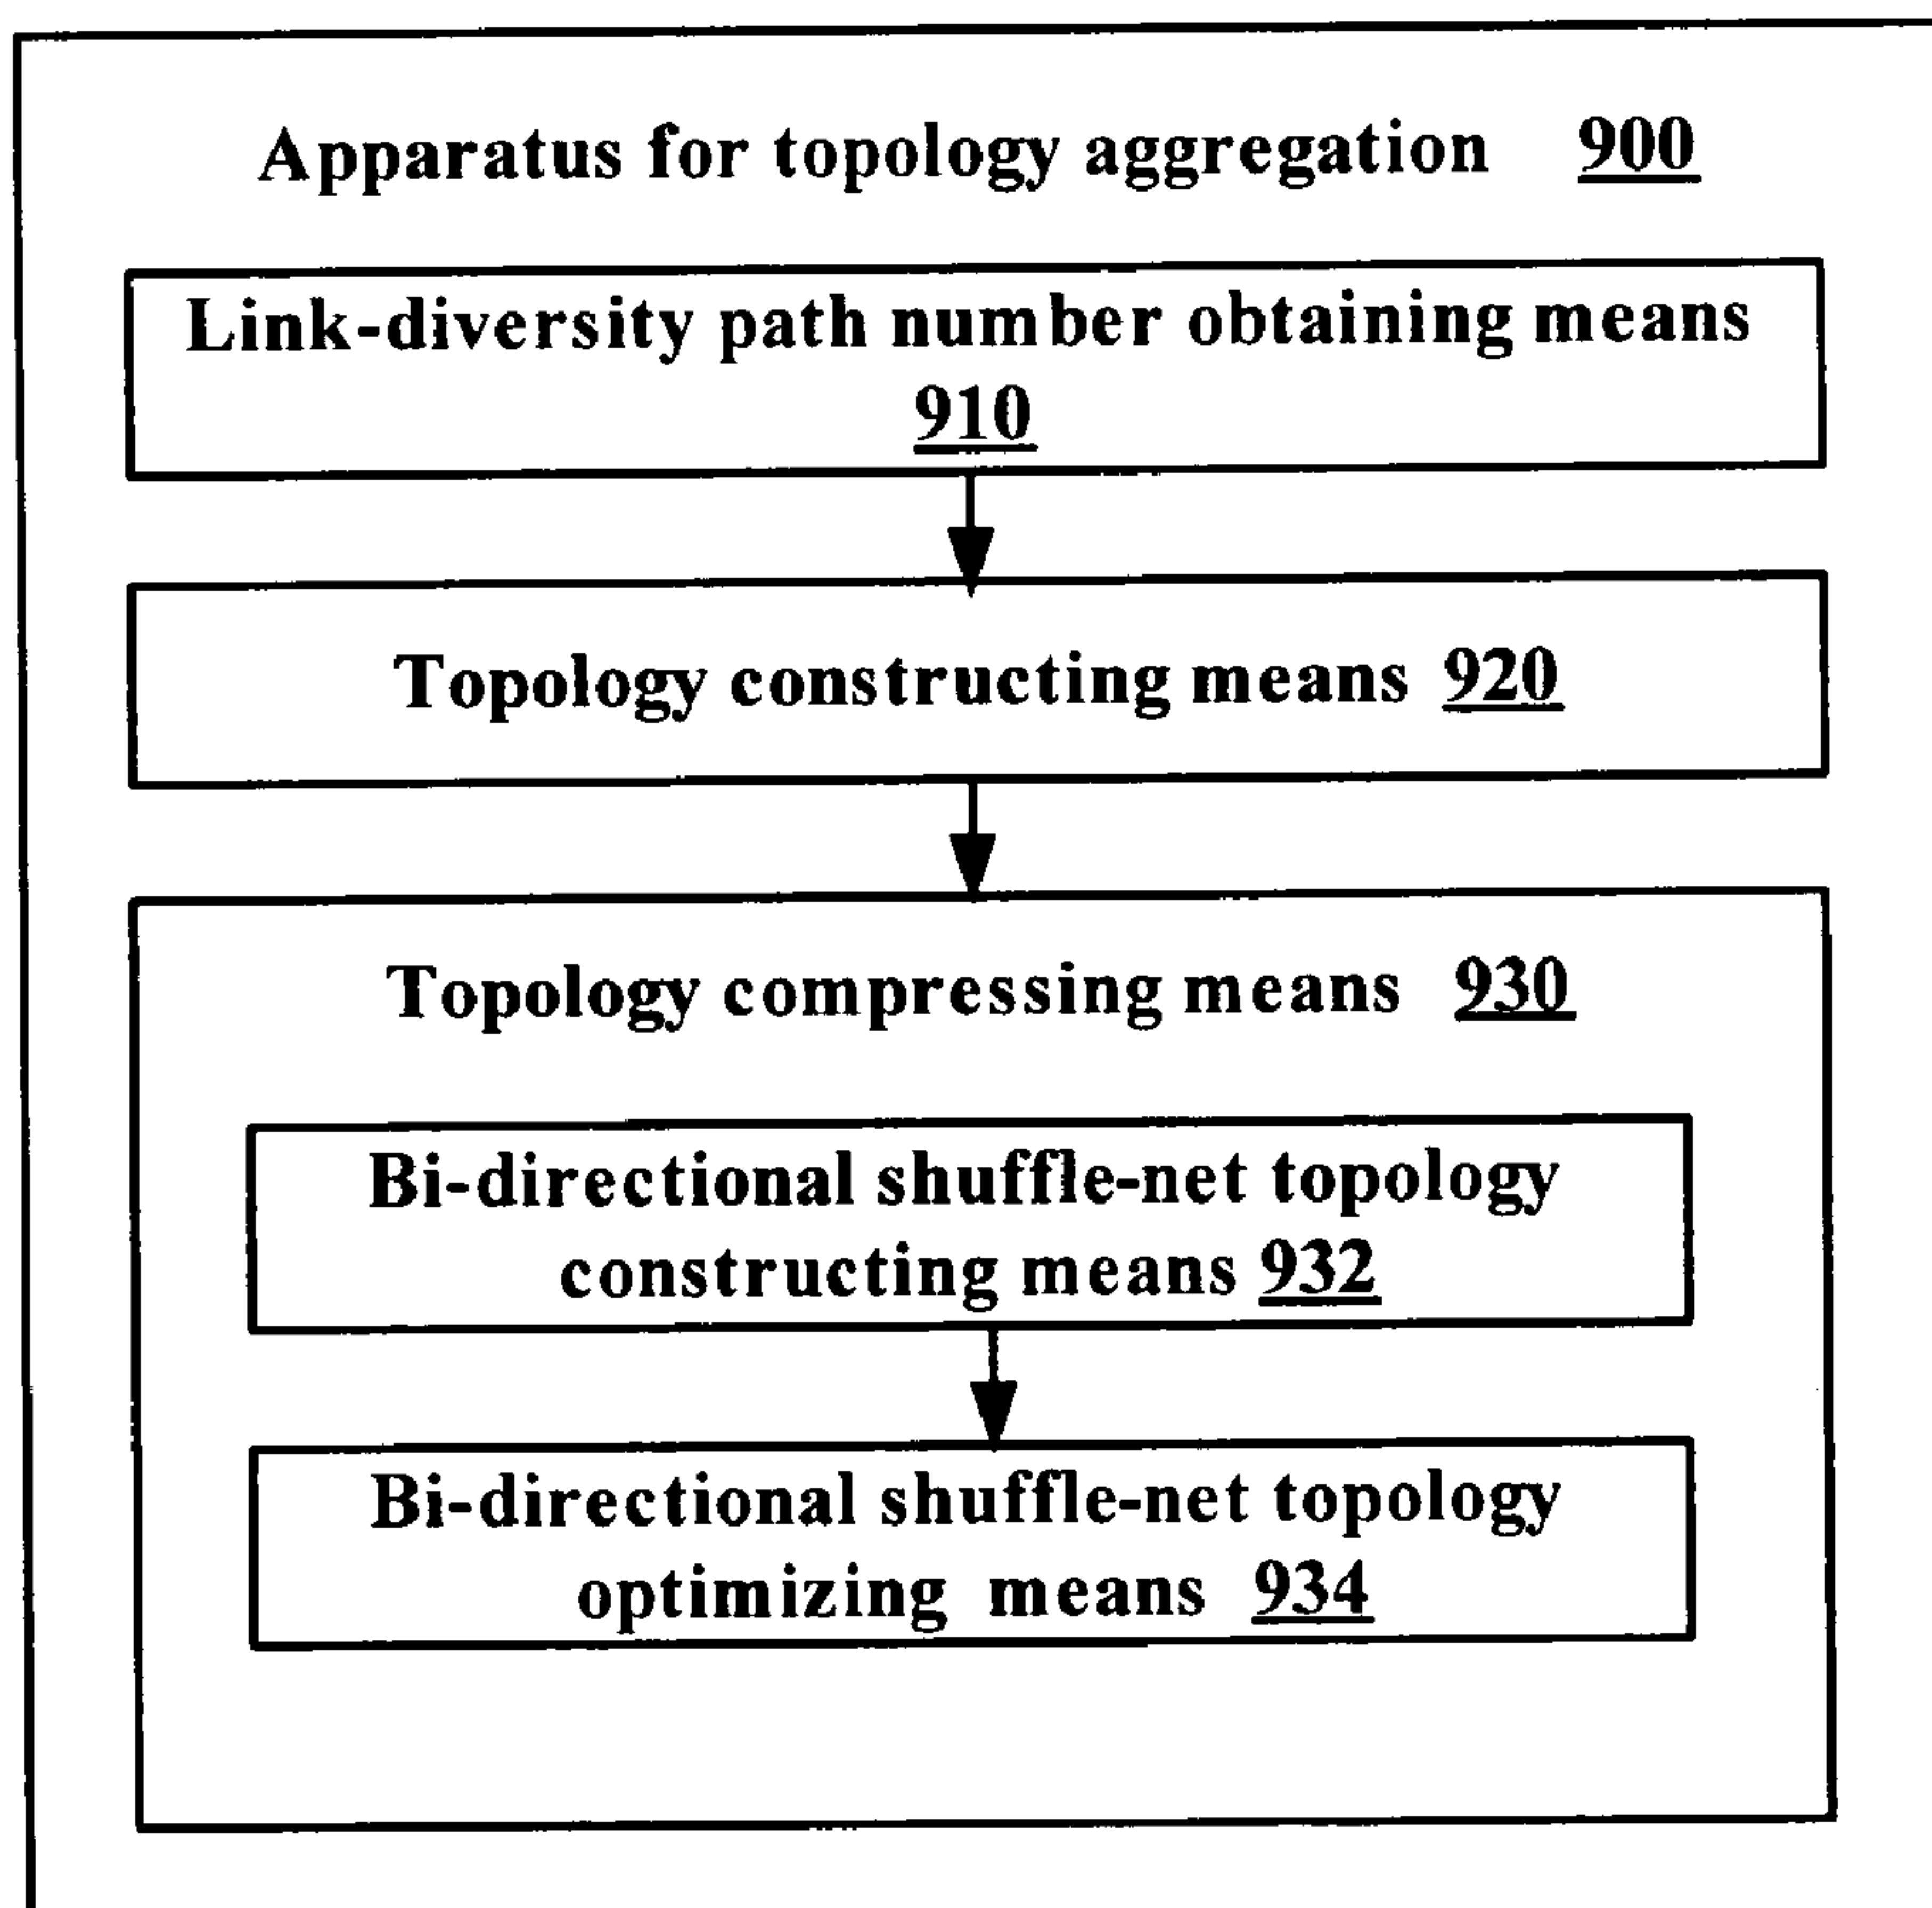 Apparatus for topology aggregation 900
Link-diversity path number obtaining means
910
Topology constructing means 920
Topology compressing means 930
Bi-directional shuffle-net topology
constructing means 932
Bi-directional shuffle-net topology
optimizing means 934